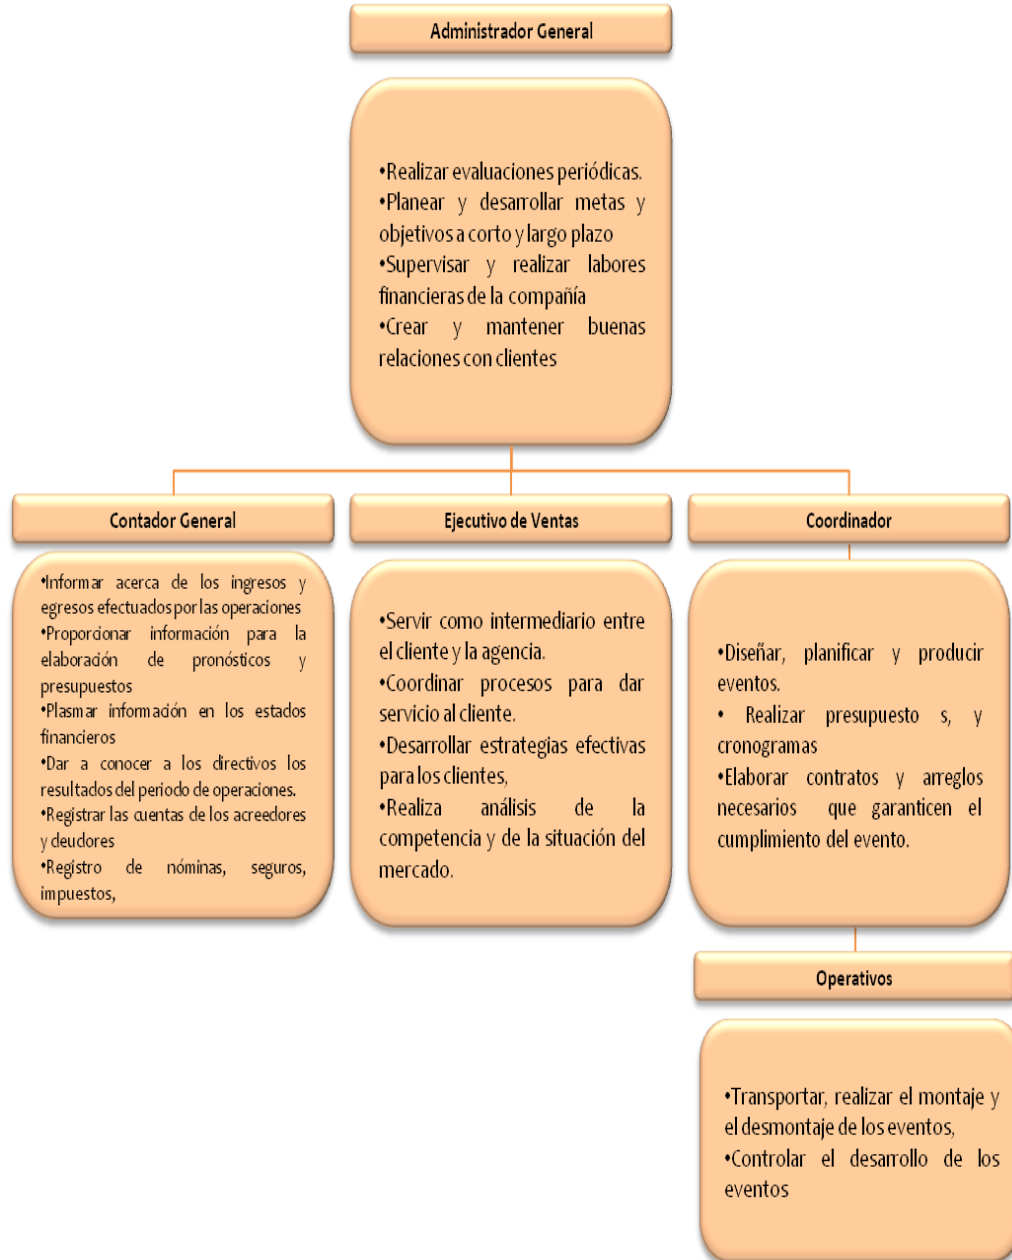 Administrador General
•Realizar evaluaciones periódicas.
•Planear y desarrollar metas y
objetivos a corto y largo plazo
•Supervisar y realizar labores
financieras de la compañía
•Crear y mantener buenas
relaciones con clientes
Contador General
•Informar acerca de los ingresos y
egresos efectuados por las operaciones
•Proporcionar información para la
elaboración de pronósticos y
presupuestos
•Plasmar información en los estados
financieros
•Dar a conocer a los directivos los
resultados del periodo de operaciones.
•Registrar las cuentas de los acreedores
y deudores
•Registro de nóminas, seguros,
impuestos,
Ejecutivo de Ventas
•Servir como intermediario entre
el cliente y la agencia.
•Coordinar procesos para dar
servicio al cliente.
•Desarrollar estrategias efectivas
para los clientes,
•Realiza análisis de la
competencia y de la situación del
mercado.
Coordinador
•Diseñar, planificar y producir
eventos.
• Realizar presupuesto s, y
cronogramas
•Elaborar contratos y arreglos
necesarios que garanticen el
cumplimiento del evento.
Operativos
•Transportar, realizar el montaje y
el desmontaje de los eventos,
•Controlar el desarrollo de los
eventos